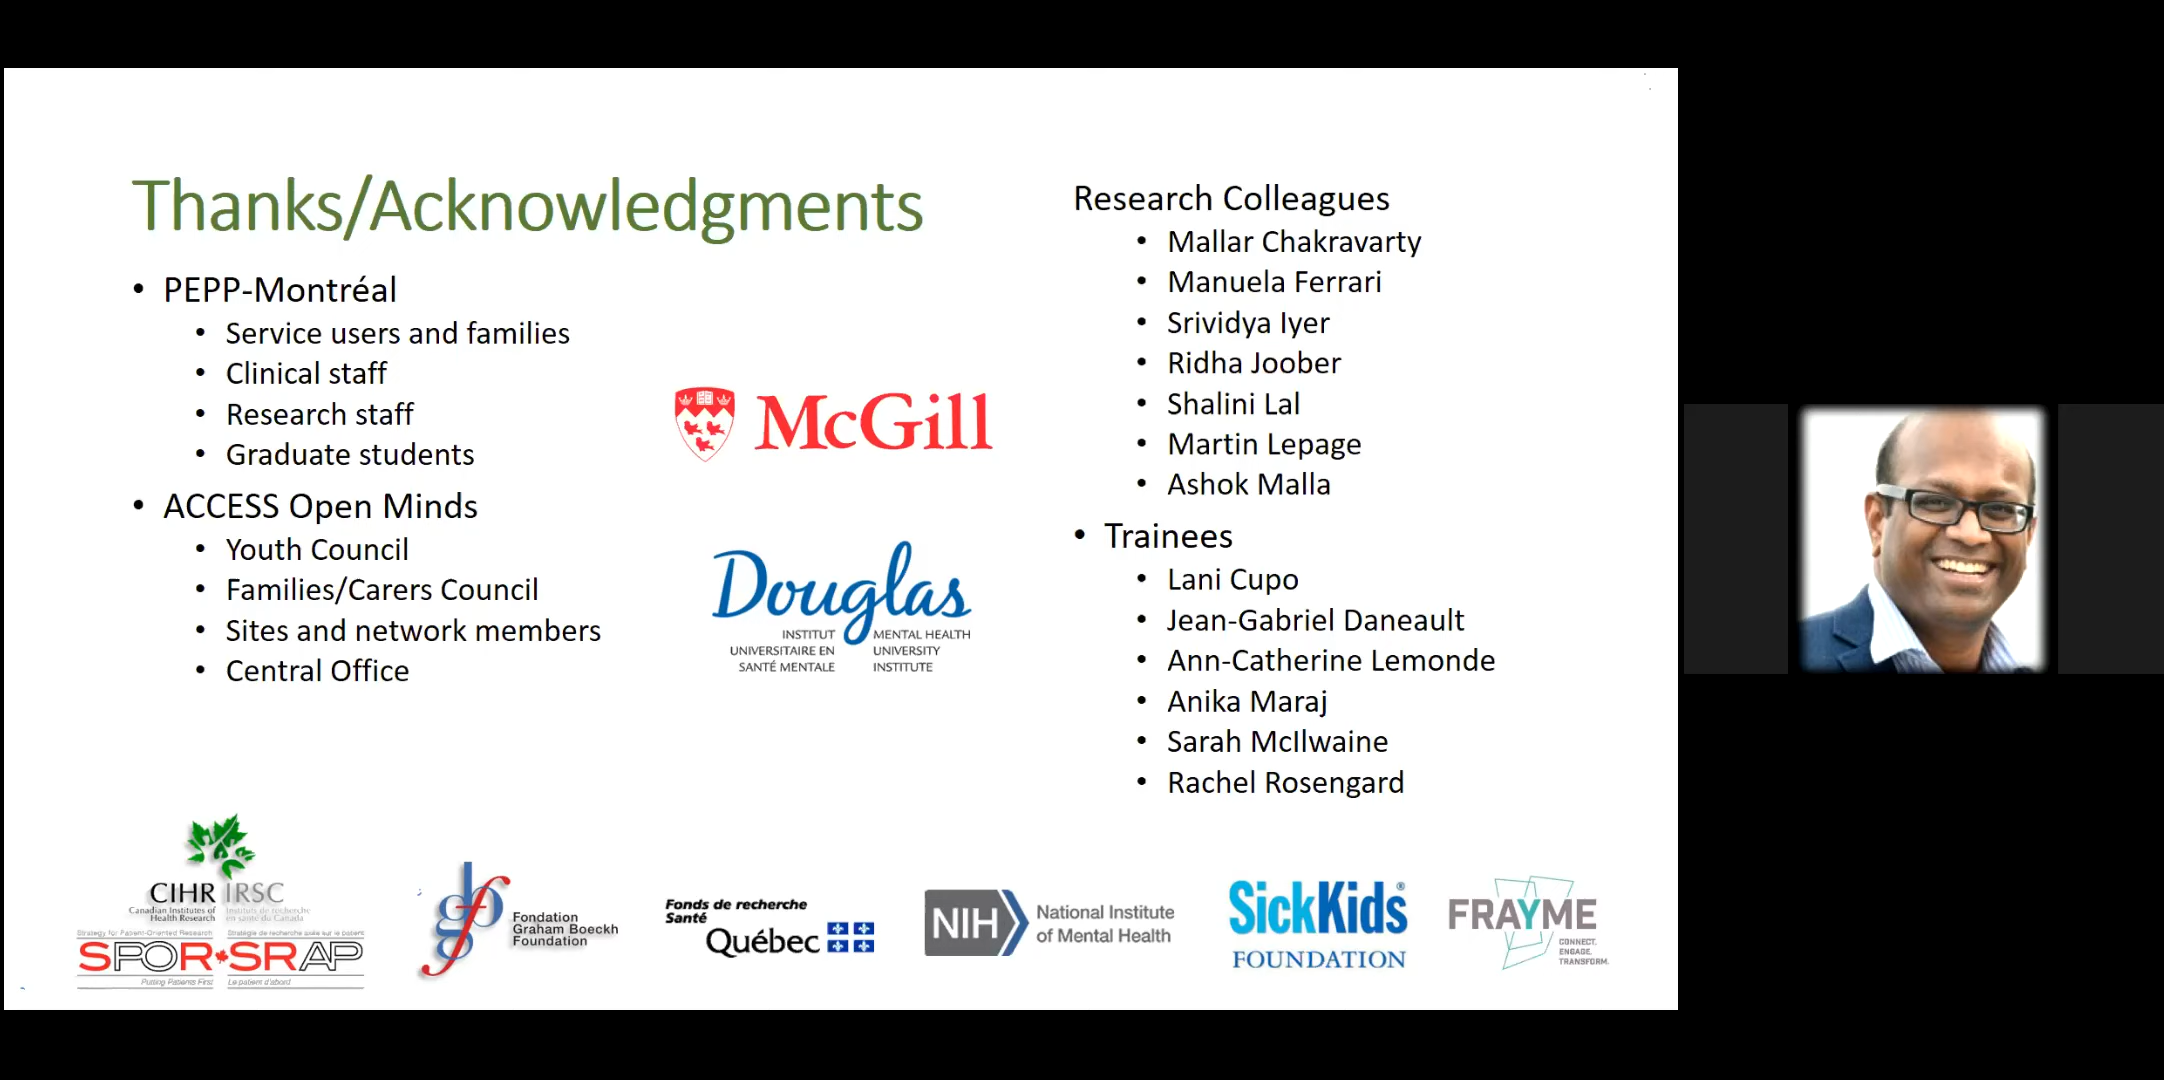 Thanks/Acknowledgments
• PEPP-Montréal
• Service users and families
• Clinical staff
• Research staff
• Graduate students
• ACCESS Open Minds
• Youth Council
• Families/Carers Council
• Sites and network members
• Central Office
McGill
Douglas
INSTITUT
UNIVERSITAIRE EN
SANTÉ MENTALE
MENTAL HEALTH
UNIVERSITY
INSTITUTE
Research Colleagues
• Mallar Chakravarty
• Manuela Ferrari
• Srividya Iyer
• Ridha Joober
• Shalini Lal
• Martin Lepage
• Ashok Malla
• Trainees
• Lani Cupo
• Jean-Gabriel Daneault
• Ann-Catherine Lemonde
• Anika Maraj
• Sarah McIlwaine
• Rachel Rosengard
CIHR IRSC
Canadian Institutes of
Health Research
Instituts de recherche
en santé du Canada
Strategy for Patient-Oriented Research
Stratégie de recherche axée sur le patient
SPOR SRAP
Putting Patients First
Le patient d'abord
gbf
Fondation
Graham Boeckh
Foundation
Fonds de recherche
Santé
Québec
NIH
National Institute
of Mental Health
SickKids®
FOUNDATION
FRAYME
CONNECT.
ENGAGE.
TRANSFORM.